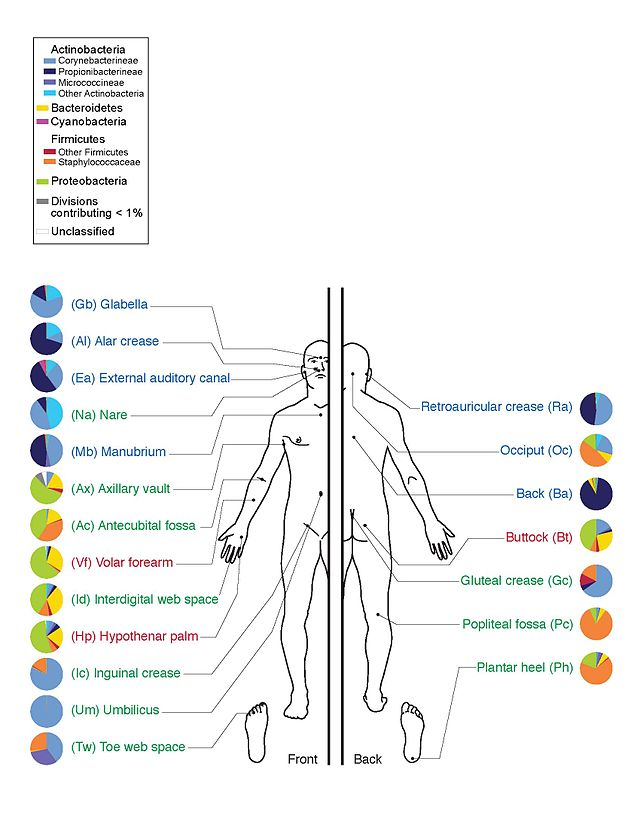 Actinobacteria
Corynebacterineae
Propionibacterineae
Micrococcineae
Other Actinobacteria
Bacteroidetes
Cyanobacteria
Firmicutes
Other Firmicutes
Staphylococcaceae
Proteobacteria
Divisions
contributing < 1%
Unclassified
(Gb) Glabella
(Al) Alar crease
(Ea) External auditory canal
(Na) Nare
(Mb) Manubrium
(Ax) Axillary vault
(Ac) Antecubital fossa
(Vf) Volar forearm
(Id) Interdigital web space
(Hp) Hypothenar palm
(Ic) Inguinal crease
(Um) Umbilicus
(Tw) Toe web space
Front
Back
Retroauricular crease (Ra)
Occiput (Oc)
Back (Ba)
Buttock (Bt)
Gluteal crease (Gc)
Popliteal fossa (Pc)
Plantar heel (Ph)